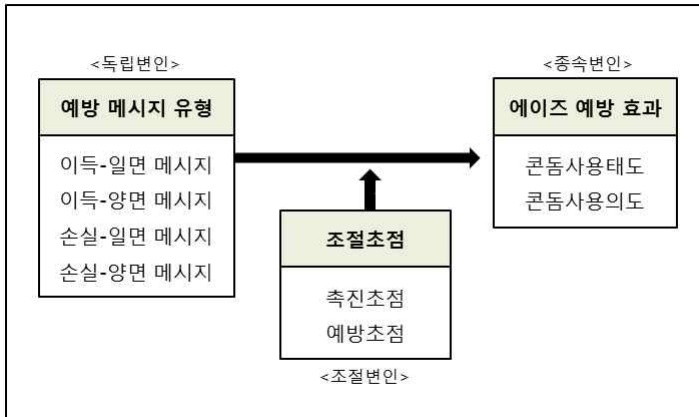 <독립변인>
예방 메시지 유형
이득-일면 메시지
이득-양면 메시지
손실-일면 메시지
손실-양면 메시지
<종속변인>
에이즈 예방 효과
콘돔사용태도
콘돔사용의도
조절초점
촉진초점
예방초점
<조절변인>